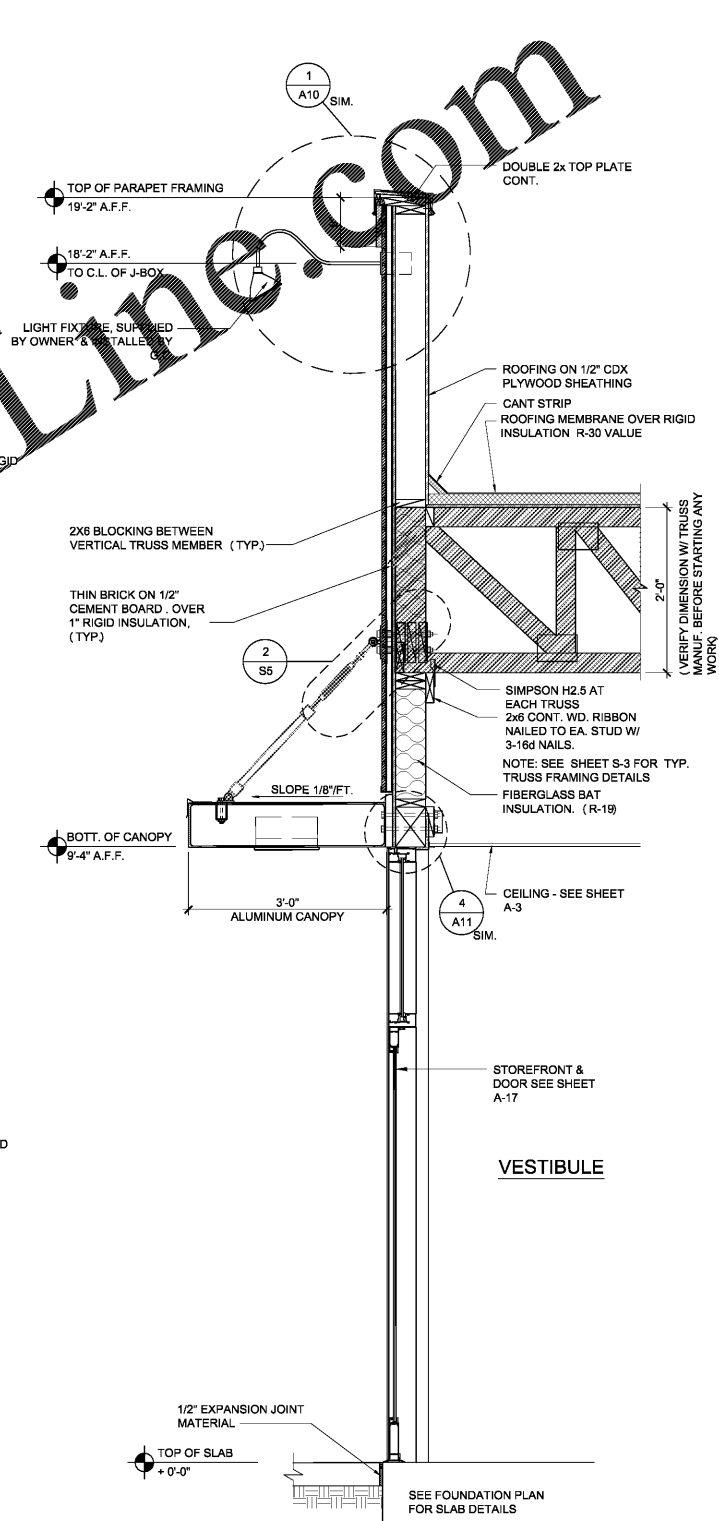 1
A10
SIM.
DOUBLE 2x TOP PLATE
CONT.
TOP OF PARAPET FRAMING
19'-2" A.F.F.
18'-2" A.F.F.
TO C.L. OF J-BOX
LIGHT FIXTURE, SUPPLIED
BY OWNER & INSTALLED BY
Line.com
ROOFING ON 1/2" CDX
PLYWOOD SHEATHING
CANT STRIP
ROOFING MEMBRANE OVER RIGID
INSULATION R-30 VALUE
GID
2X6 BLOCKING BETWEEN
VERTICAL TRUSS MEMBER (TYP.)
THIN BRICK ON 1/2"
CEMENT BOARD . OVER
1" RIGID INSULATION,
(TYP.)
2'-0"
(VERIFY DIMENSION W/ TRUSS
MANUF. BEFORE STARTING ANY
WORK)
2
S5
SIMPSON H2.5 AT
EACH TRUSS
2x6 CONT. WD. RIBBON
NAILED TO EA. STUD W/
3-16d NAILS.
NOTE: SEE SHEET S-3 FOR TYP.
TRUSS FRAMING DETAILS
FIBERGLASS BAT
INSULATION. (R-19)
SLOPE 1/8"/FT.
BOTT. OF CANOPY
9'-4" A.F.F.
3'-0"
ALUMINUM CANOPY
4
A11
SIM.
CEILING - SEE SHEET
A-3
STOREFRONT &
DOOR SEE SHEET
A-17
D
VESTIBULE
1/2" EXPANSION JOINT
MATERIAL
TOP OF SLAB
+ 0'-0"
SEE FOUNDATION PLAN
FOR SLAB DETAILS